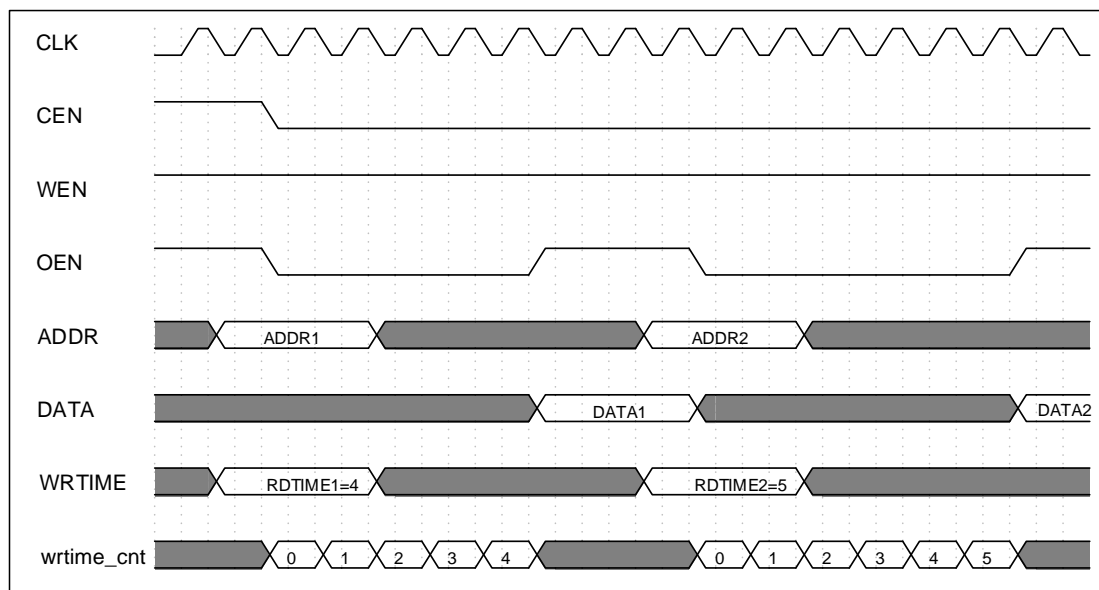 CLK
CEN
WEN
OEN
ADDR ADDR1 ADDR2
DATA DATA1 DATA2
WRTIME RDTIME1=4 RDTIME2=5
wrtime_cnt 0 1 2 3 4 0 1 2 3 4 5